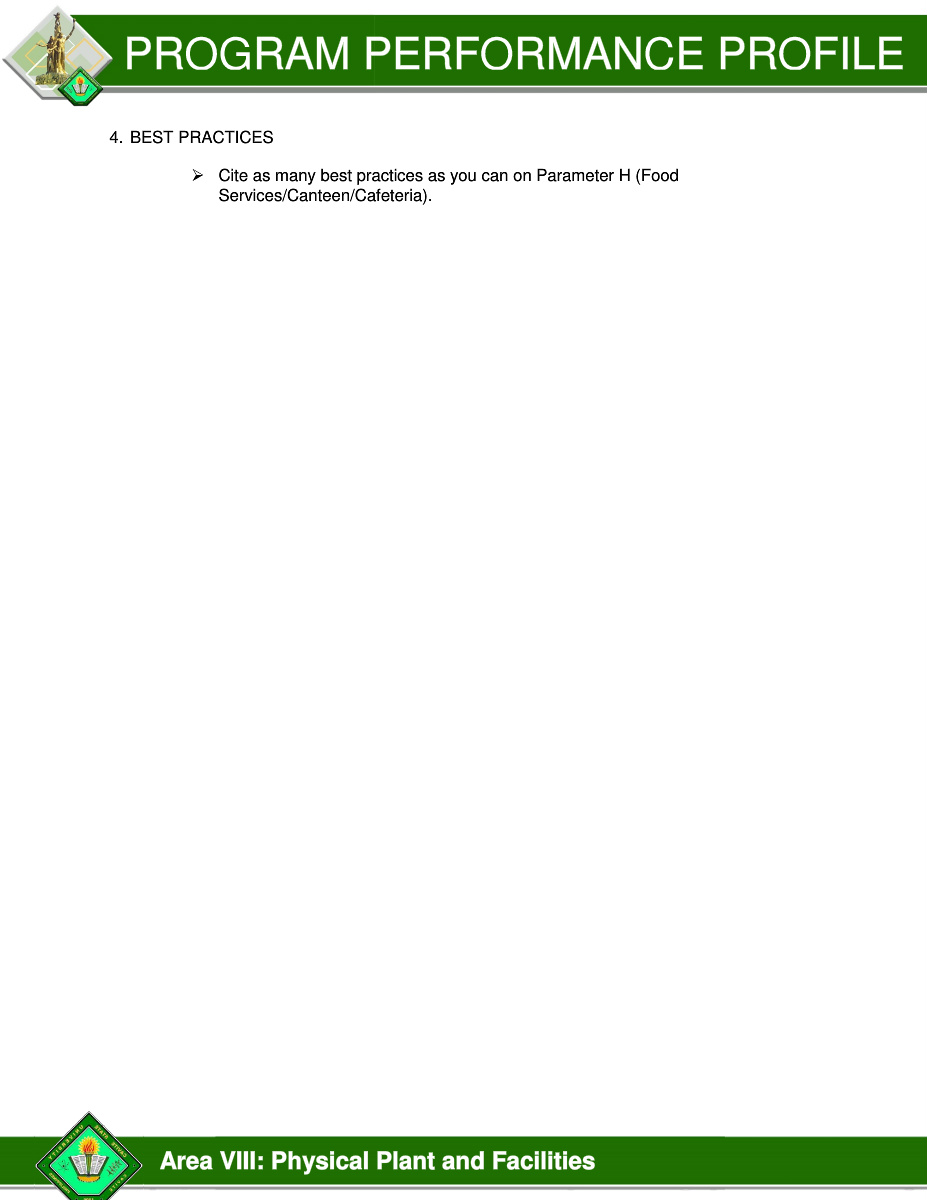 PROGRAM PERFORMANCE PROFILE
4. BEST PRACTICES
➢ Cite as many best practices as you can on Parameter H (Food
Services/Canteen/Cafeteria).
Area VIII: Physical Plant and Facilities